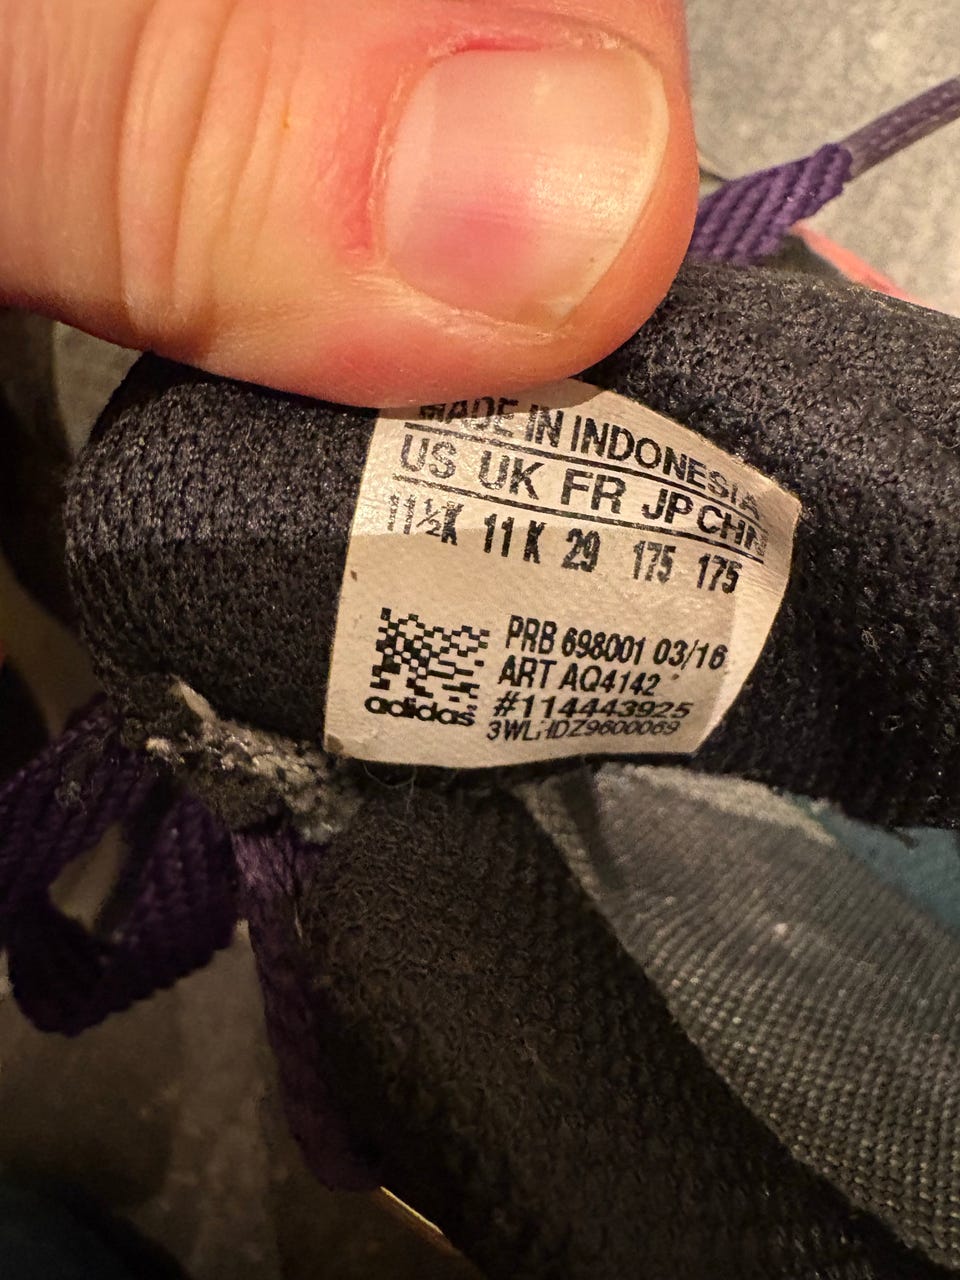 MADE IN INDONESIA
US UK FR JP CHN
11½K 11 K 29 175 175
PRB 698001 03/16
ART AQ4142
#114443925
adidas